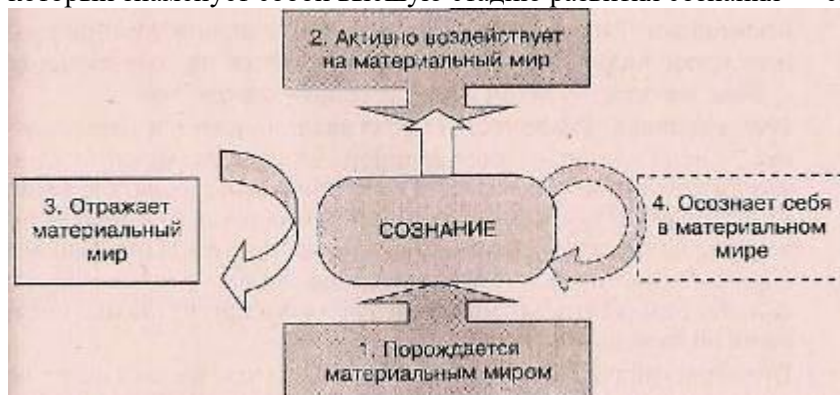 2. Активно воздействует
на материальный мир
3. Отражает
материальный
мир
СОЗНАНИЕ
4. Осознает себя
в материальном
мире
1. Порождается
материальным миром